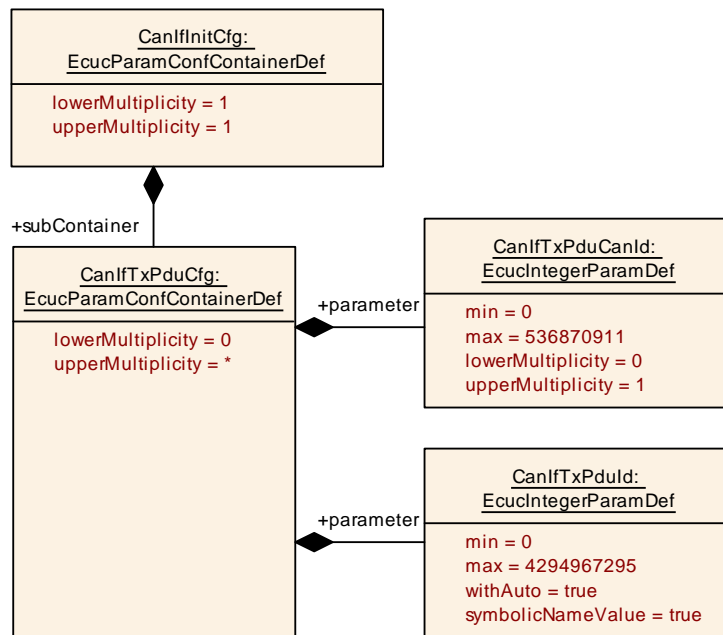 CanIfInitCfg:
EcucParamConfContainerDef
lowerMultiplicity = 1
upperMultiplicity = 1
+subContainer
CanIfTxPduCfg:
EcucParamConfContainerDef
lowerMultiplicity = 0
upperMultiplicity = *
+parameter
CanIfTxPduCanId:
EcucIntegerParamDef
min = 0
max = 536870911
lowerMultiplicity = 0
upperMultiplicity = 1
+parameter
CanIfTxPduId:
EcucIntegerParamDef
min = 0
max = 4294967295
withAuto = true
symbolicNameValue = true